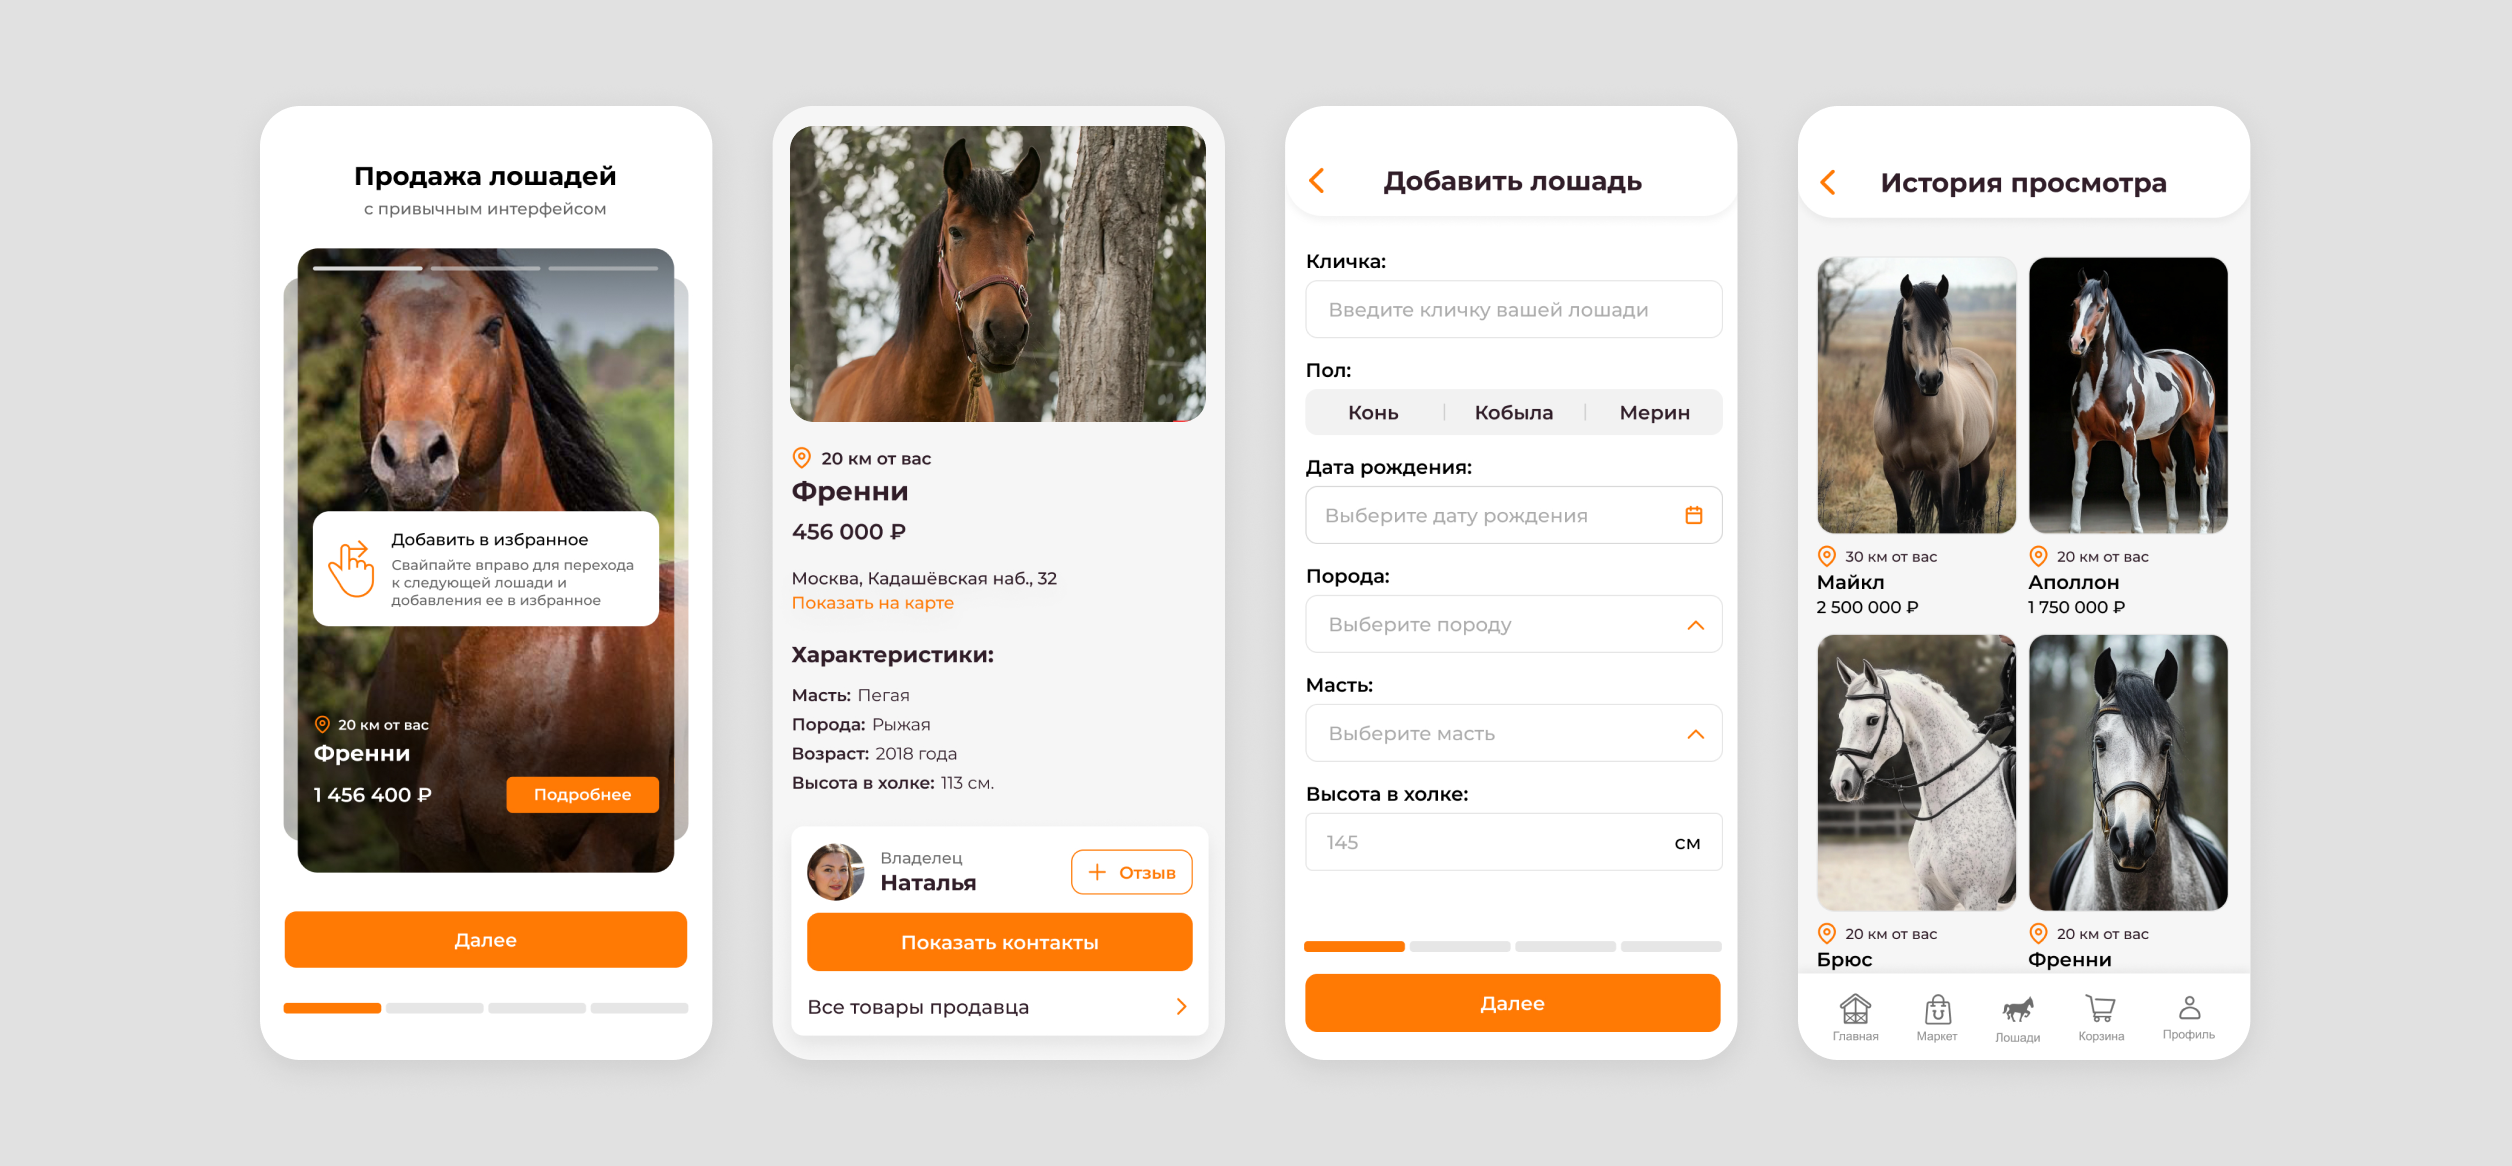 Продажа лошадей
с привычным интерфейсом
Добавить в избранное
Свайпайте вправо для перехода
к следующей лошади и
добавления ее в избранное
20 км от вас
Френни
1 456 400 ₽
Подробнее
Далее
20 км от вас
Френни
456 000 ₽
Москва, Кадашёвская наб., 32
Показать на карте
Характеристики:
Масть: Пегая
Порода: Рыжая
Возраст: 2018 года
Высота в холке: 113 см.
Владелец
Наталья
+ Отзыв
Показать контакты
Все товары продавца
Добавить лошадь
Кличка:
Введите кличку вашей лошади
Пол:
Конь Кобыла Мерин
Дата рождения:
Выберите дату рождения
Порода:
Выберите породу
Масть:
Выберите масть
Высота в холке:
145 см
Далее
История просмотра
30 км от вас
Майкл
2 500 000 ₽
20 км от вас
Аполлон
1 750 000 ₽
20 км от вас
Брюс
20 км от вас
Френни
Главная Маркет Лошади Корзина Профиль